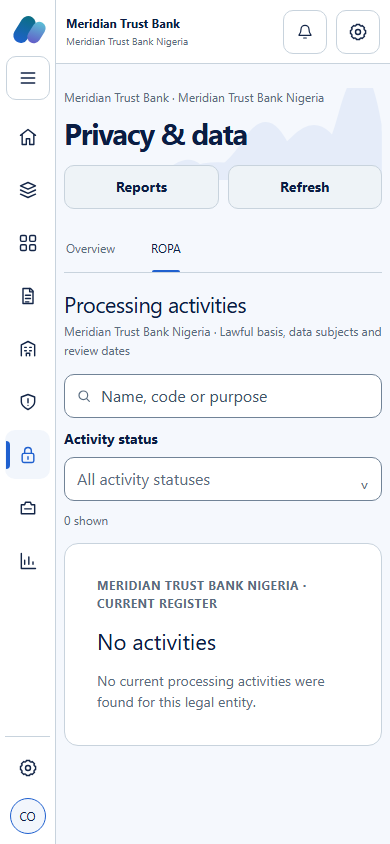 Meridian Trust Bank
Meridian Trust Bank Nigeria
Meridian Trust Bank · Meridian Trust Bank Nigeria
Privacy & data
Reports
Refresh
Overview
ROPA
Processing activities
Meridian Trust Bank Nigeria · Lawful basis, data subjects and
review dates
Name, code or purpose
Activity status
All activity statuses
0 shown
MERIDIAN TRUST BANK NIGERIA ·
CURRENT REGISTER
No activities
No current processing activities were
found for this legal entity.
CO